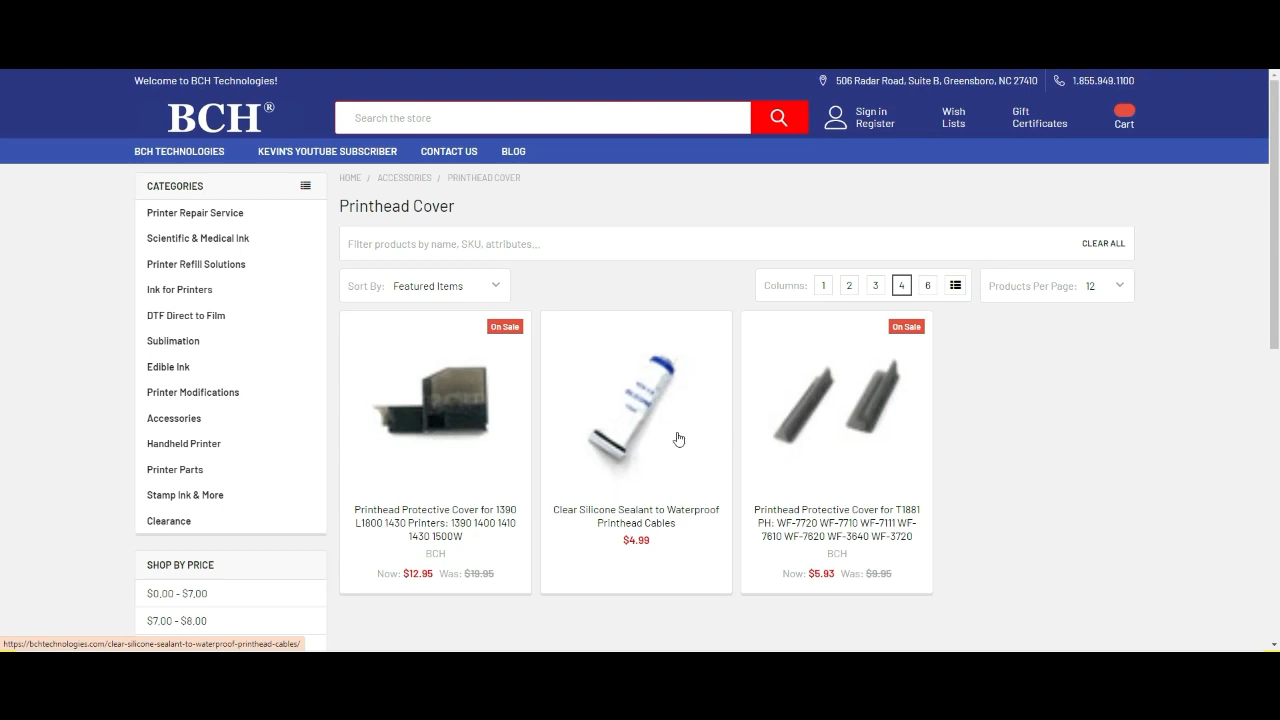 Welcome to BCH Technologies!
506 Radar Road, Suite B, Greensboro, NC 27410
1.855.949.1100
BCH®
Search the store
Sign in
Register
Wish
Lists
Gift
Certificates
Cart
BCH TECHNOLOGIES
KEVIN'S YOUTUBE SUBSCRIBER
CONTACT US
BLOG
CATEGORIES
Printer Repair Service
Scientific & Medical Ink
Printer Refill Solutions
Ink for Printers
DTF Direct to Film
Sublimation
Edible Ink
Printer Modifications
Accessories
Handheld Printer
Printer Parts
Stamp Ink & More
Clearance
SHOP BY PRICE
$0.00 - $7.00
$7.00 - $8.00
HOME / ACCESSORIES / PRINTHEAD COVER
Printhead Cover
Filter products by name, SKU, attributes...
CLEAR ALL
Sort By: Featured Items
Columns: 1 2 3 4 6
Products Per Page: 12
On Sale
Printhead Protective Cover for 1390
L1800 1430 Printers: 1390 1400 1410
1430 1500W
BCH
Now: $12.95 Was: $19.95
Clear Silicone Sealant to Waterproof
Printhead Cables
$4.99
On Sale
Printhead Protective Cover for T1881
PH: WF-7720 WF-7710 WF-7111 WF-
7610 WF-7620 WF-3640 WF-3720
BCH
Now: $5.93 Was: $9.95
https://bchtechnologies.com/clear-silicone-sealant-to-waterproof-printhead-cables/